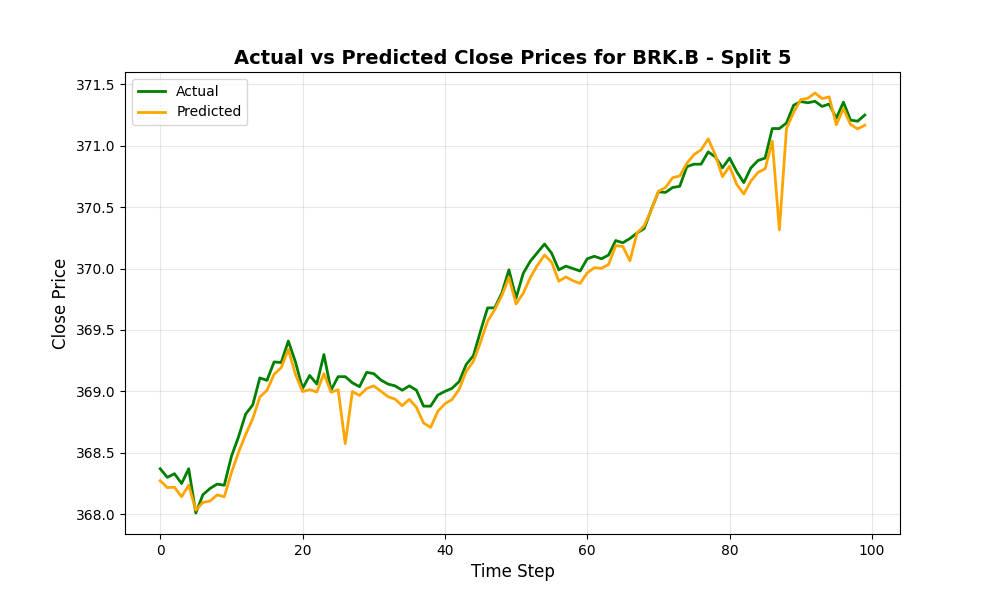 Actual vs Predicted Close Prices for BRK.B - Split 5
Actual
Predicted
371.5
371.0
370.5
370.0
369.5
369.0
368.5
368.0
Close Price
0 20 40 60 80 100
Time Step